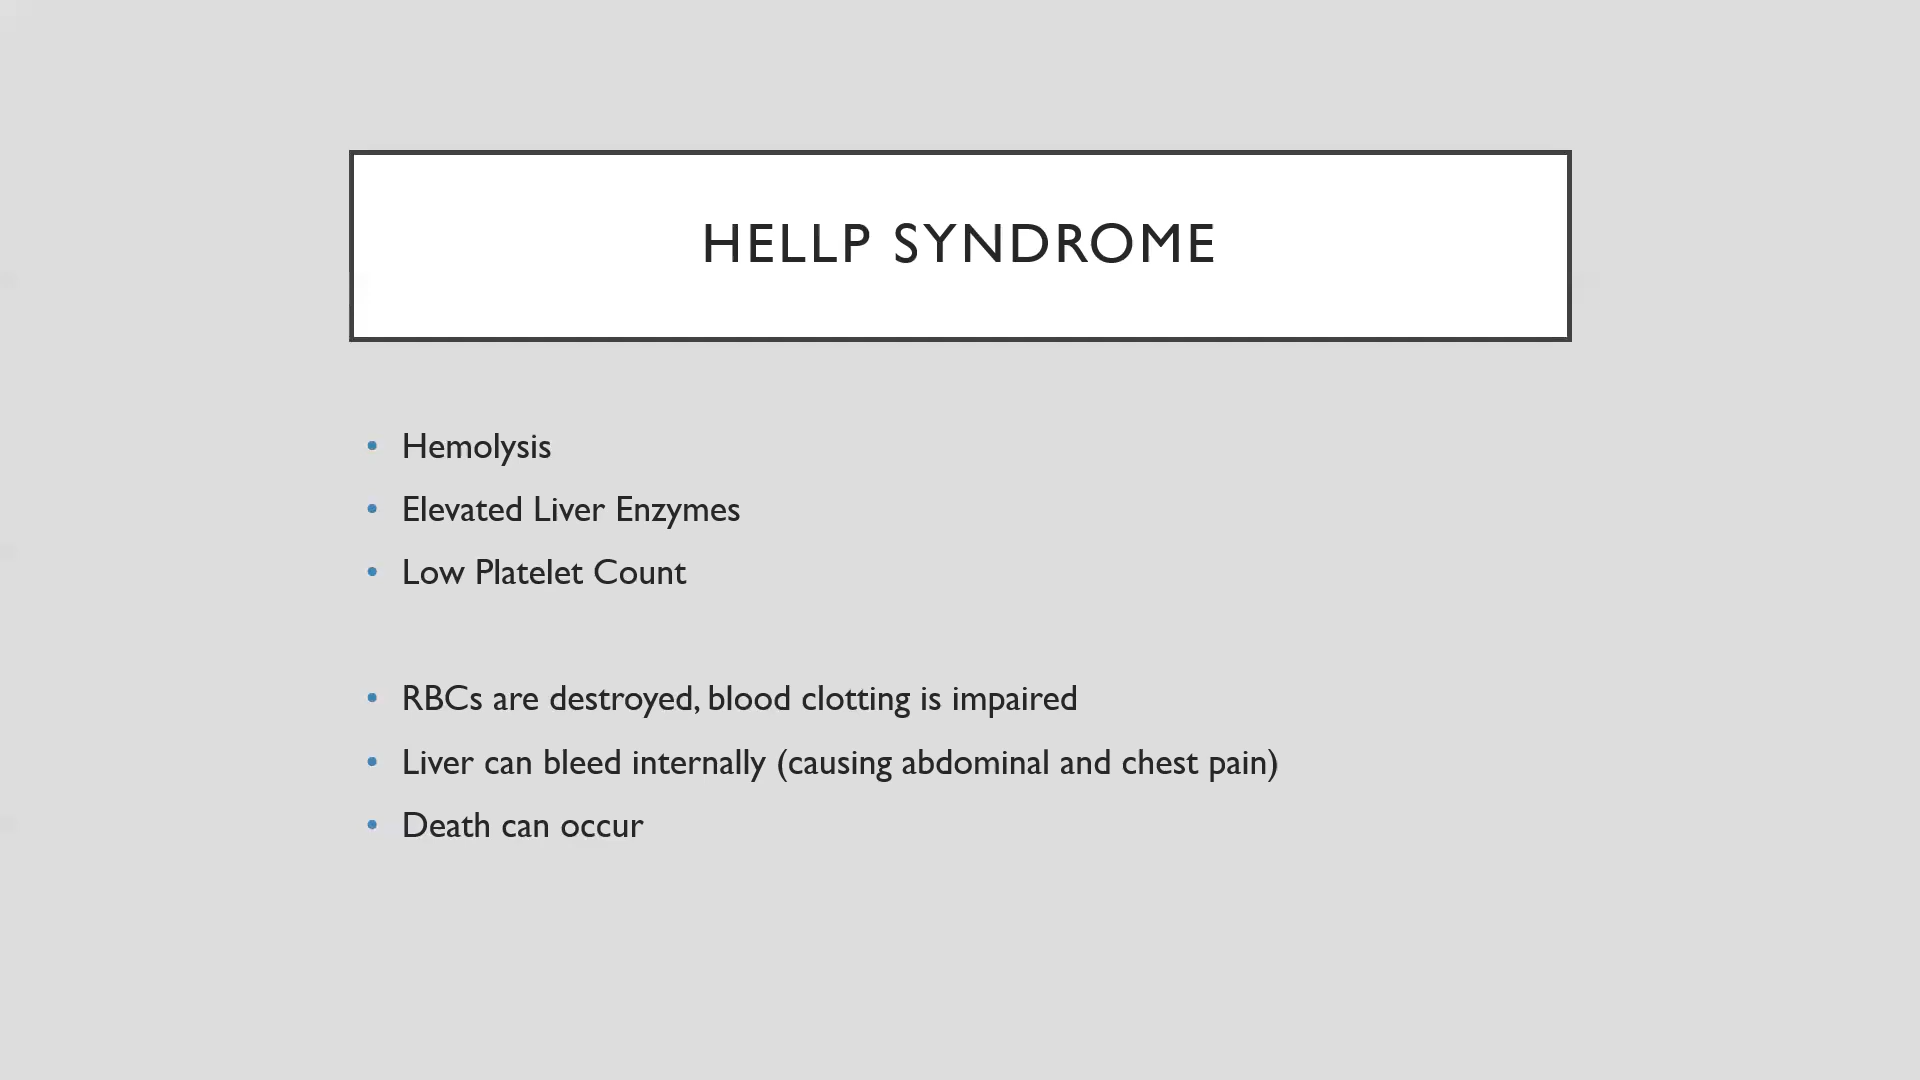 HELLP SYNDROME
• Hemolysis
• Elevated Liver Enzymes
• Low Platelet Count
• RBCs are destroyed, blood clotting is impaired
• Liver can bleed internally (causing abdominal and chest pain)
• Death can occur